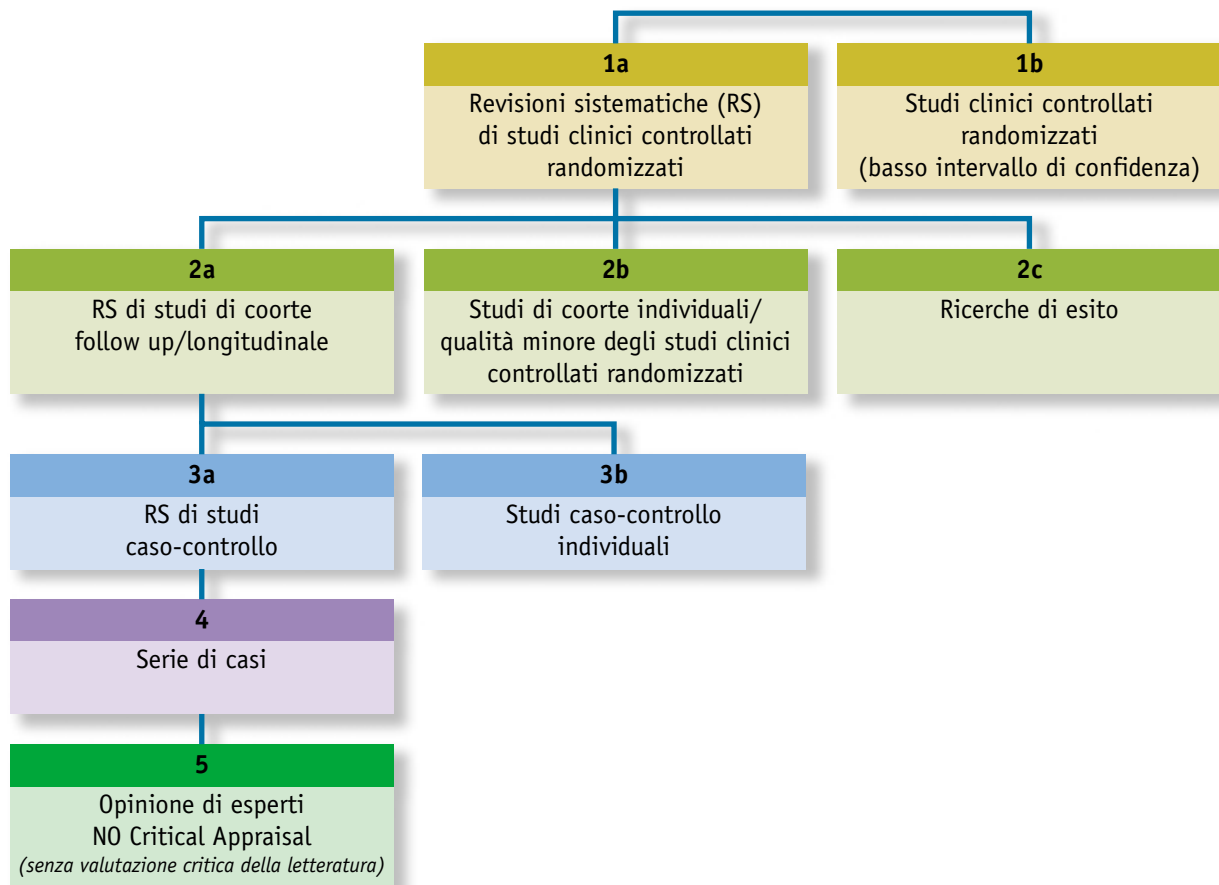 1a
Revisioni sistematiche (RS)
di studi clinici controllati
randomizzati
1b
Studi clinici controllati
randomizzati
(basso intervallo di confidenza)
2a
RS di studi di coorte
follow up/longitudinale
2b
Studi di coorte individuali/
qualità minore degli studi clinici
controllati randomizzati
2c
Ricerche di esito
3a
RS di studi
caso-controllo
3b
Studi caso-controllo
individuali
4
Serie di casi
5
Opinione di esperti
NO Critical Appraisal
(senza valutazione critica della letteratura)